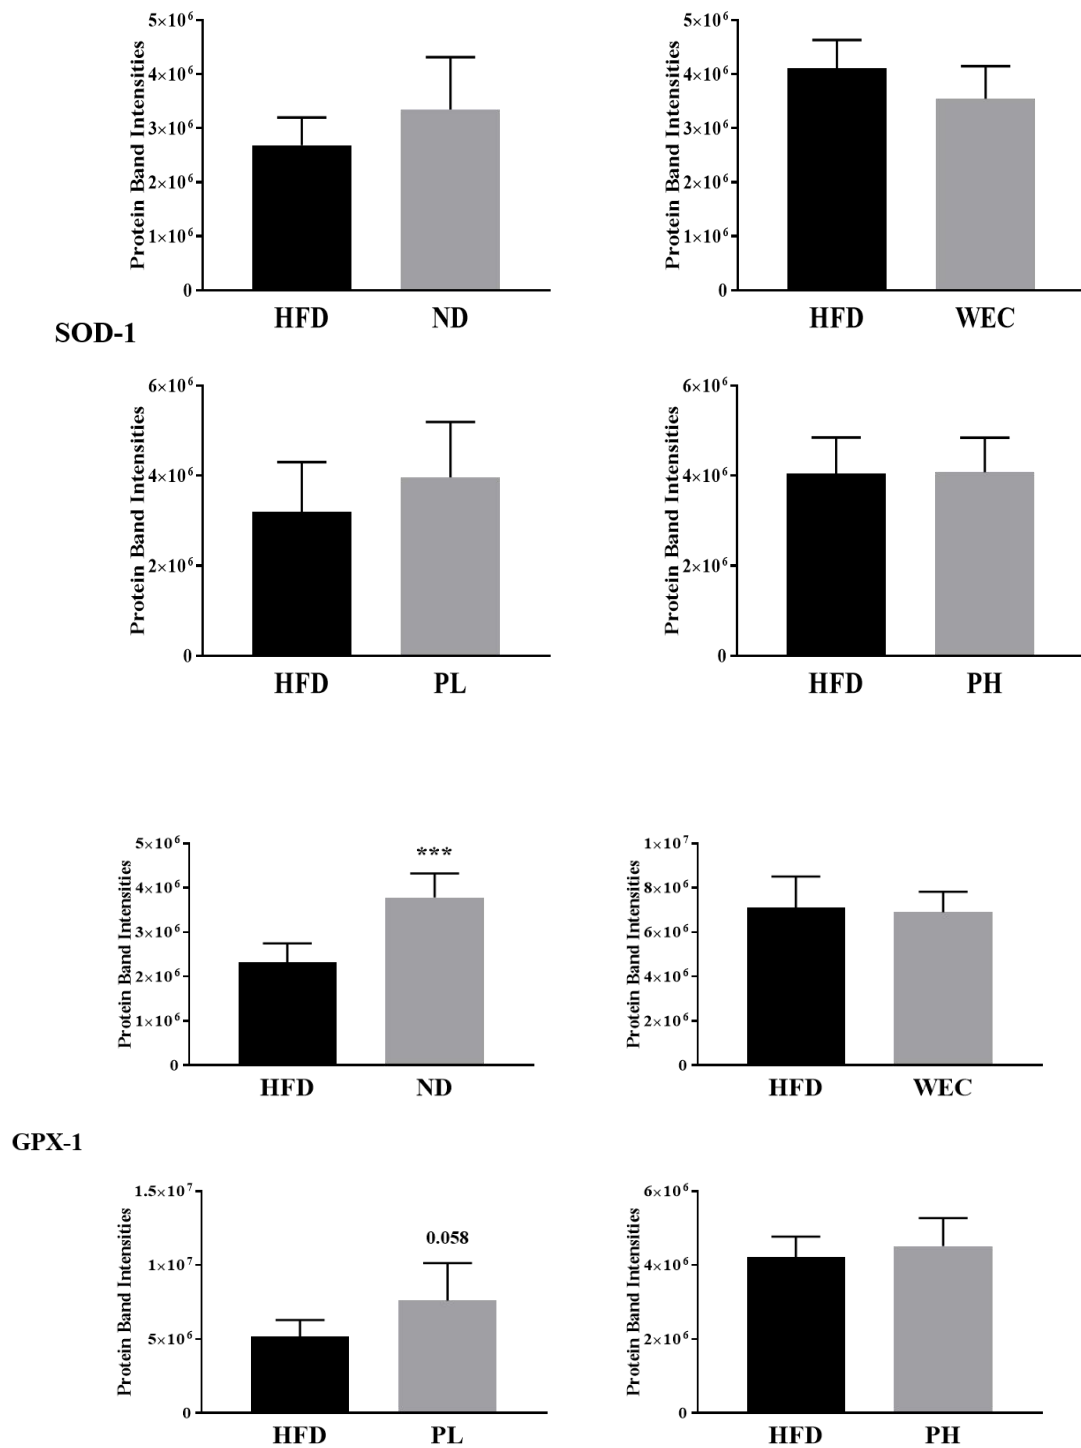 Protein Band Intensities
5×10⁶
4×10⁶
3×10⁶
2×10⁶
1×10⁶
0
HFD ND
Protein Band Intensities
5×10⁶
4×10⁶
3×10⁶
2×10⁶
1×10⁶
0
HFD WEC
SOD-1
Protein Band Intensities
6×10⁶
4×10⁶
2×10⁶
0
HFD PL
Protein Band Intensities
6×10⁶
4×10⁶
2×10⁶
0
HFD PH
Protein Band Intensities
5×10⁶
4×10⁶
3×10⁶
2×10⁶
1×10⁶
0
***
HFD ND
Protein Band Intensities
1×10⁷
8×10⁶
6×10⁶
4×10⁶
2×10⁶
0
HFD WEC
GPX-1
Protein Band Intensities
1.5×10⁷
1×10⁷
5×10⁶
0
0.058
HFD PL
Protein Band Intensities
6×10⁶
4×10⁶
2×10⁶
0
HFD PH